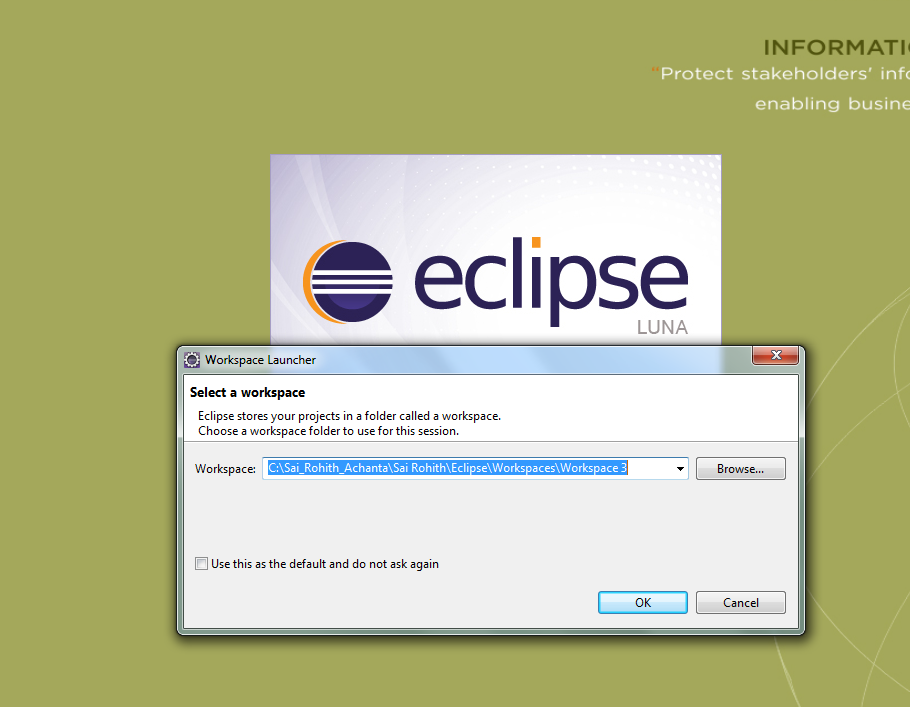 INFORMATI
"Protect stakeholders' info
enabling busine
eclipse
LUNA
Workspace Launcher
Select a workspace
Eclipse stores your projects in a folder called a workspace.
Choose a workspace folder to use for this session.
Workspace: C:\Sai_Rohith_Achanta\Sai Rohith\Eclipse\Workspaces\Workspace 3 Browse...
Use this as the default and do not ask again
OK Cancel